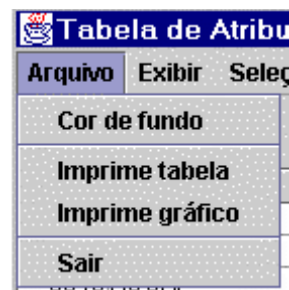 Tabela de Atribu
Arquivo Exibir Seleç
Cor de fundo
Imprime tabela
Imprime gráfico
Sair